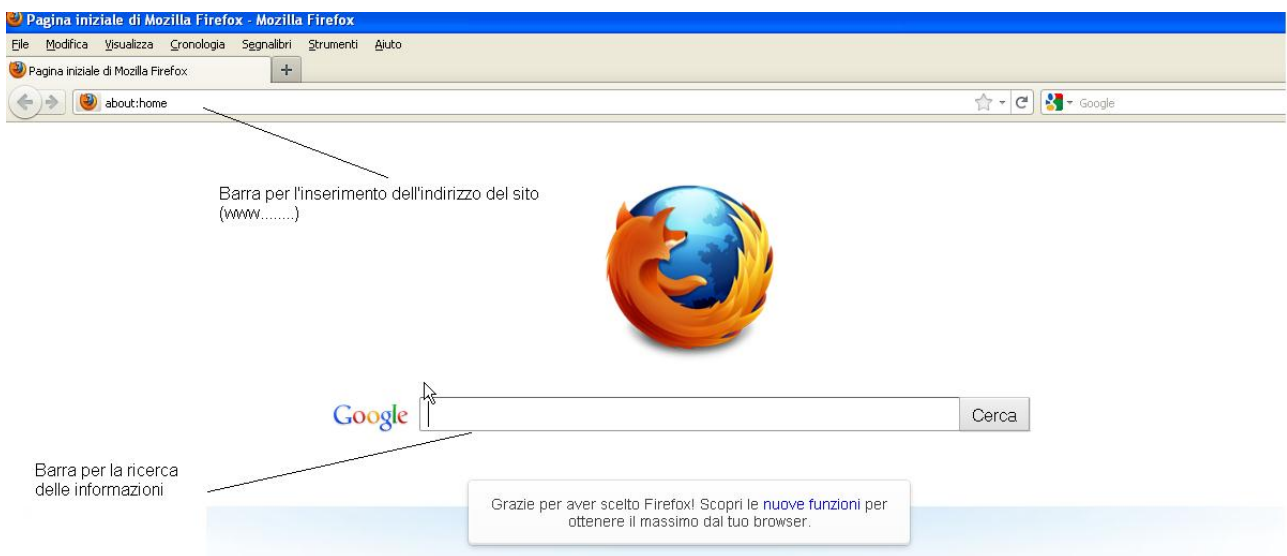 Pagina iniziale di Mozilla Firefox - Mozilla Firefox
File Modifica Visualizza Cronologia Segnalibri Strumenti Aiuto
Pagina iniziale di Mozilla Firefox +
about:home
Google
Barra per l'inserimento dell'indirizzo del sito
(www........)
Google
Cerca
Barra per la ricerca
delle informazioni
Grazie per aver scelto Firefox! Scopri le nuove funzioni per
ottenere il massimo dal tuo browser.